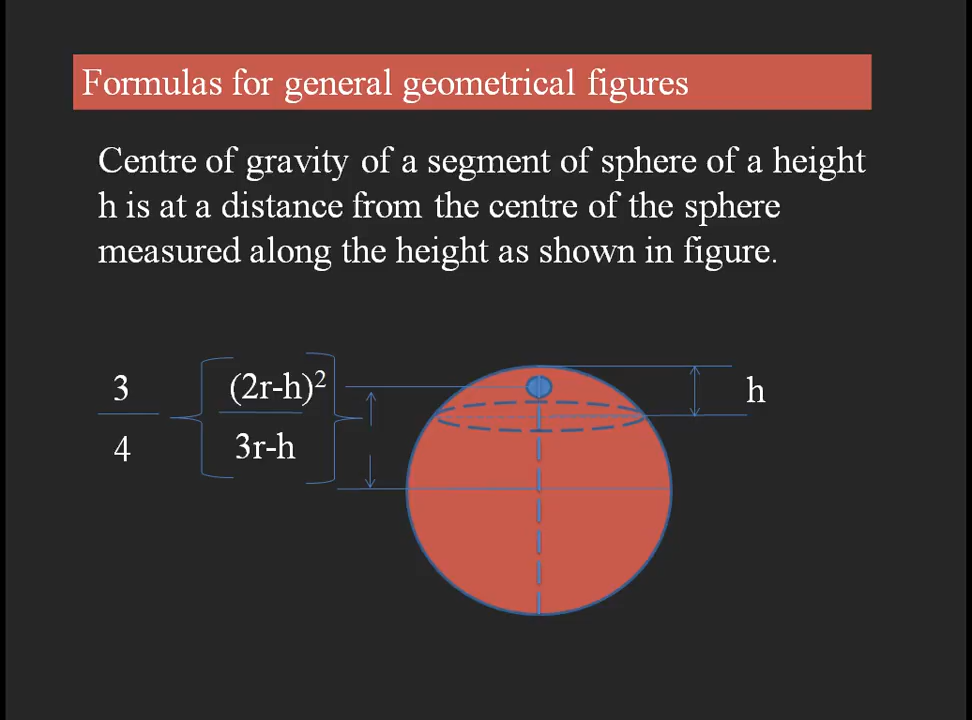 Formulas for general geometrical figures
Centre of gravity of a segment of sphere of a height
h is at a distance from the centre of the sphere
measured along the height as shown in figure.
3
4
(2r-h)²
3r-h
h